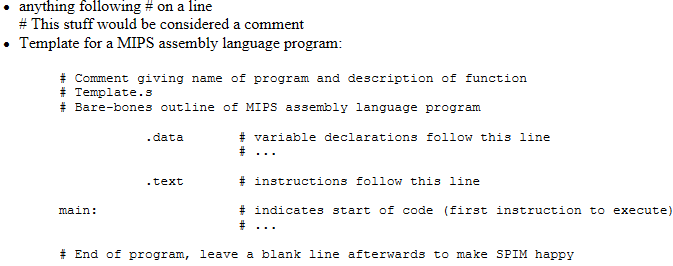 • anything following # on a line
# This stuff would be considered a comment
• Template for a MIPS assembly language program:
# Comment giving name of program and description of function
# Template.s
# Bare-bones outline of MIPS assembly language program
.data # variable declarations follow this line
# ...
.text # instructions follow this line
main: # indicates start of code (first instruction to execute)
# ...
# End of program, leave a blank line afterwards to make SPIM happy